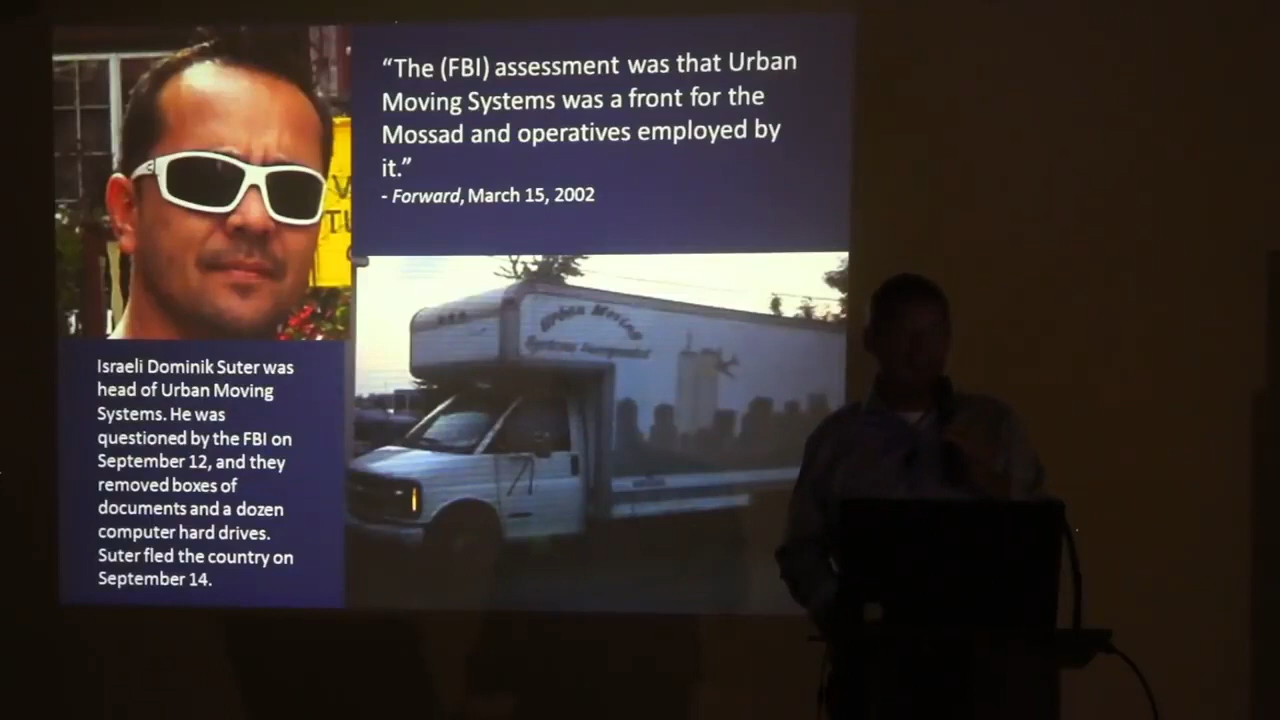 “The (FBI) assessment was that Urban
Moving Systems was a front for the
Mossad and operatives employed by
it.”
- Forward, March 15, 2002
Israeli Dominik Suter was
head of Urban Moving
Systems. He was
questioned by the FBI on
September 12, and they
removed boxes of
documents and a dozen
computer hard drives.
Suter fled the country on
September 14.
Urban Moving